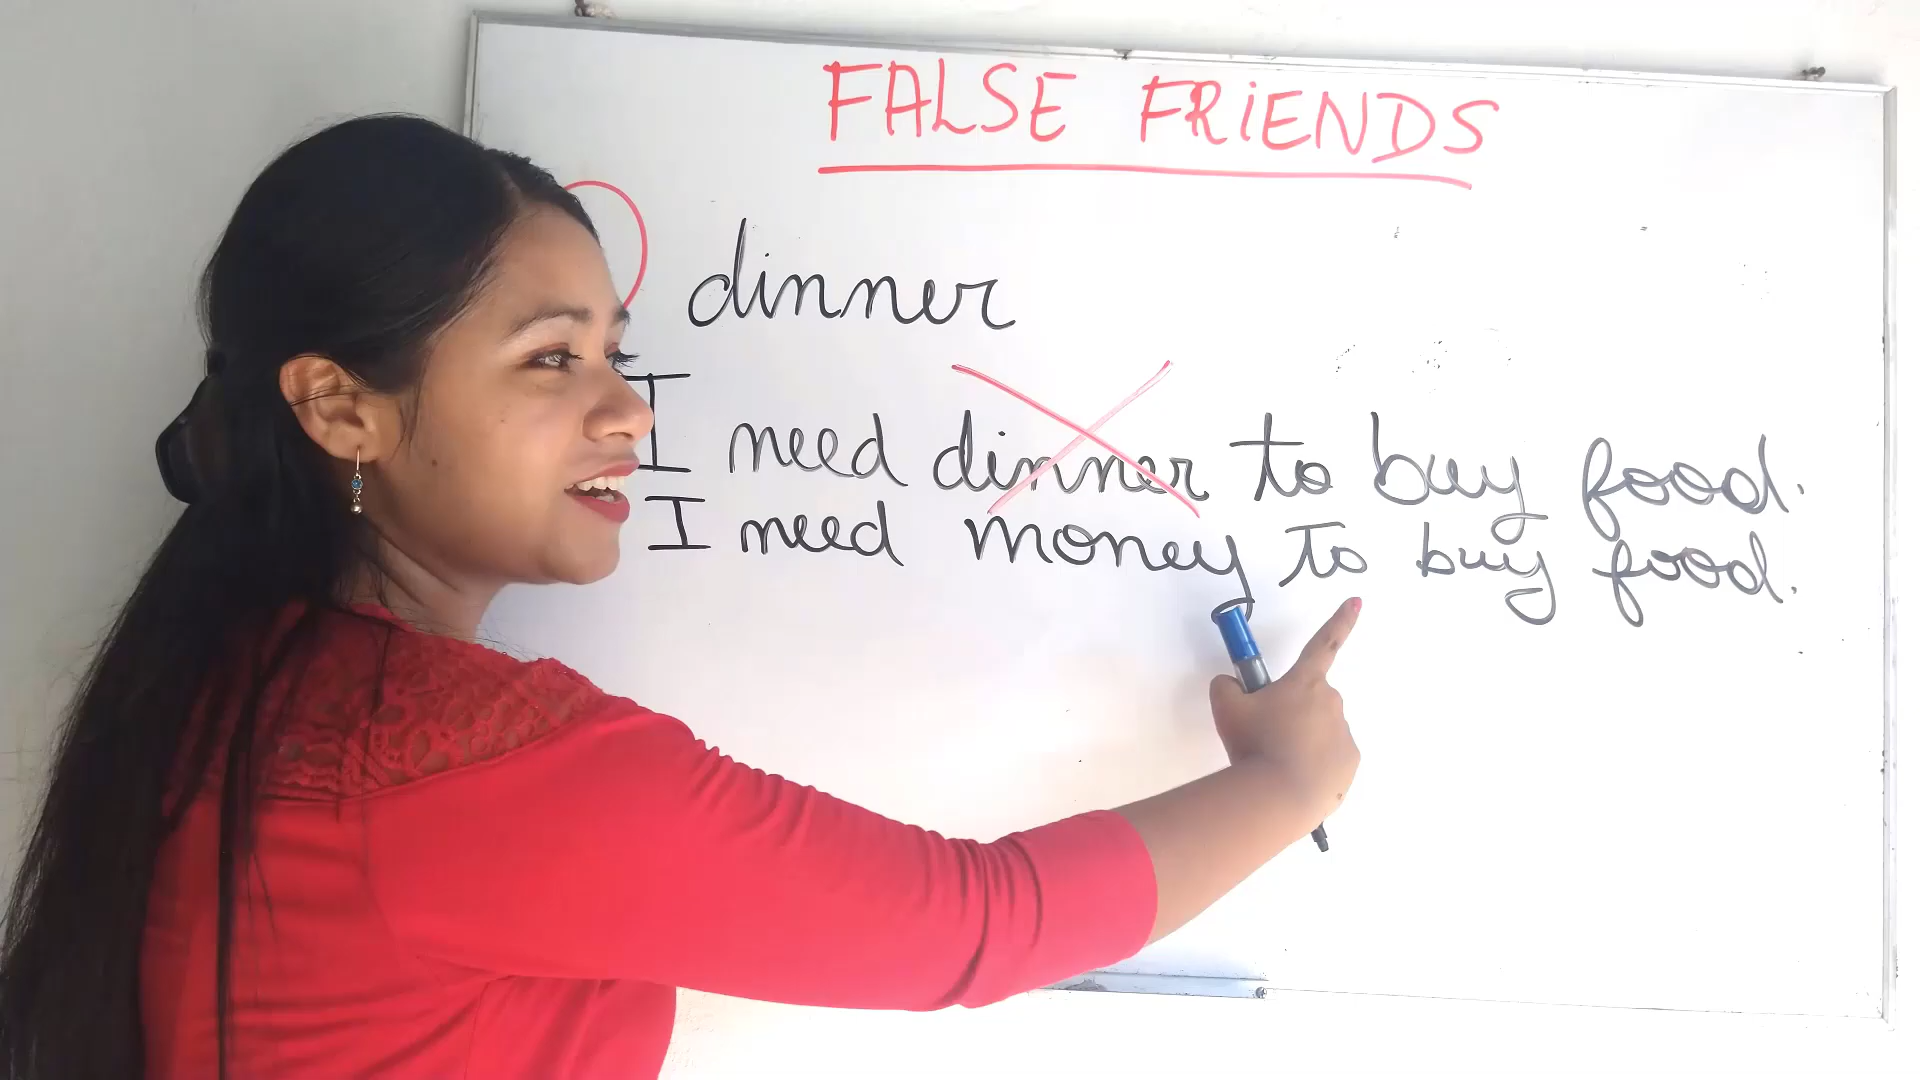 FALSE FRIENDS
dinner
I need dinner to buy food.
I need money to buy food.